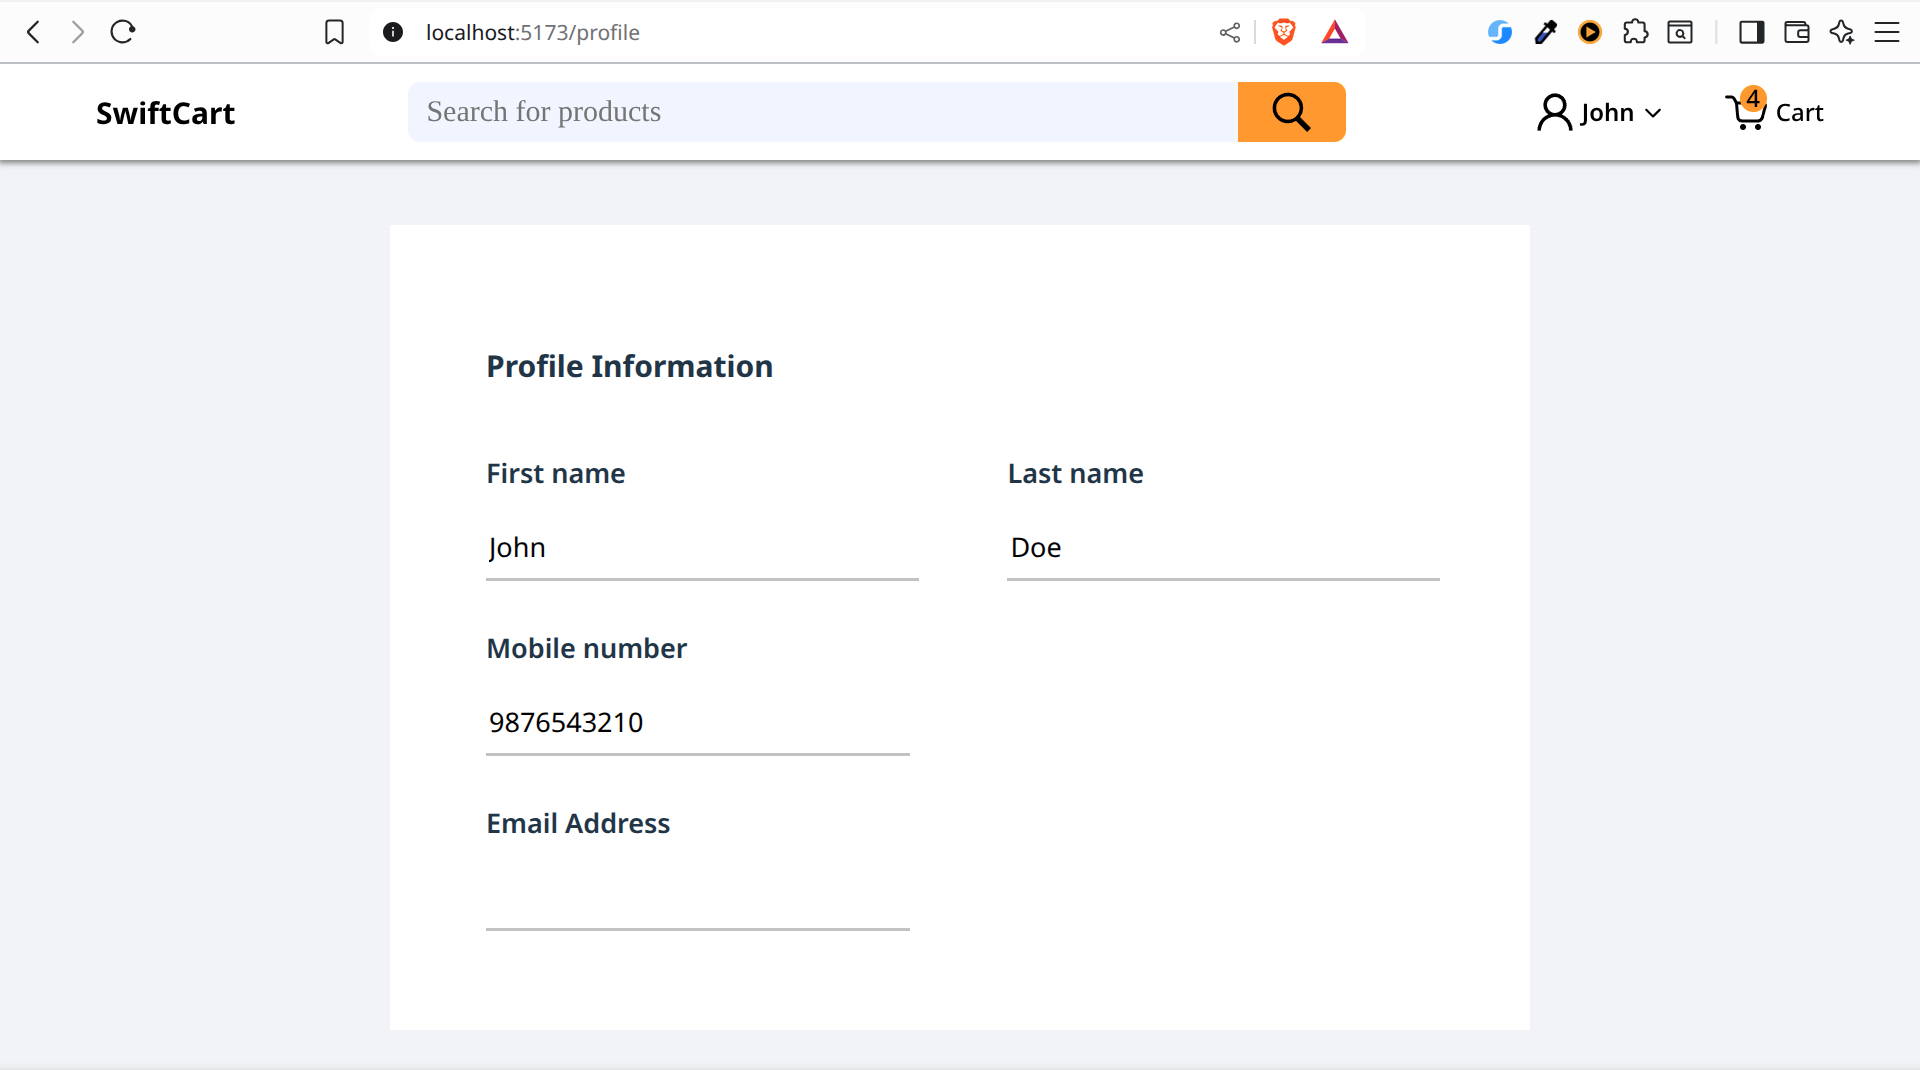 localhost:5173/profile
SwiftCart
Search for products
John
4
Cart
Profile Information
First name
Last name
John
Doe
Mobile number
9876543210
Email Address